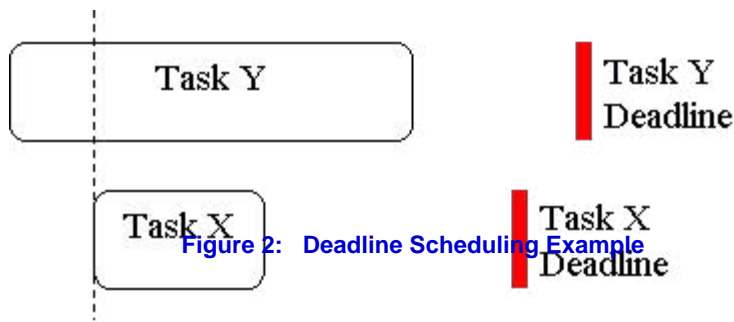 Task Y
Task Y
Deadline
Task X
Task X
Figure 2: Deadline Scheduling Example
Deadline